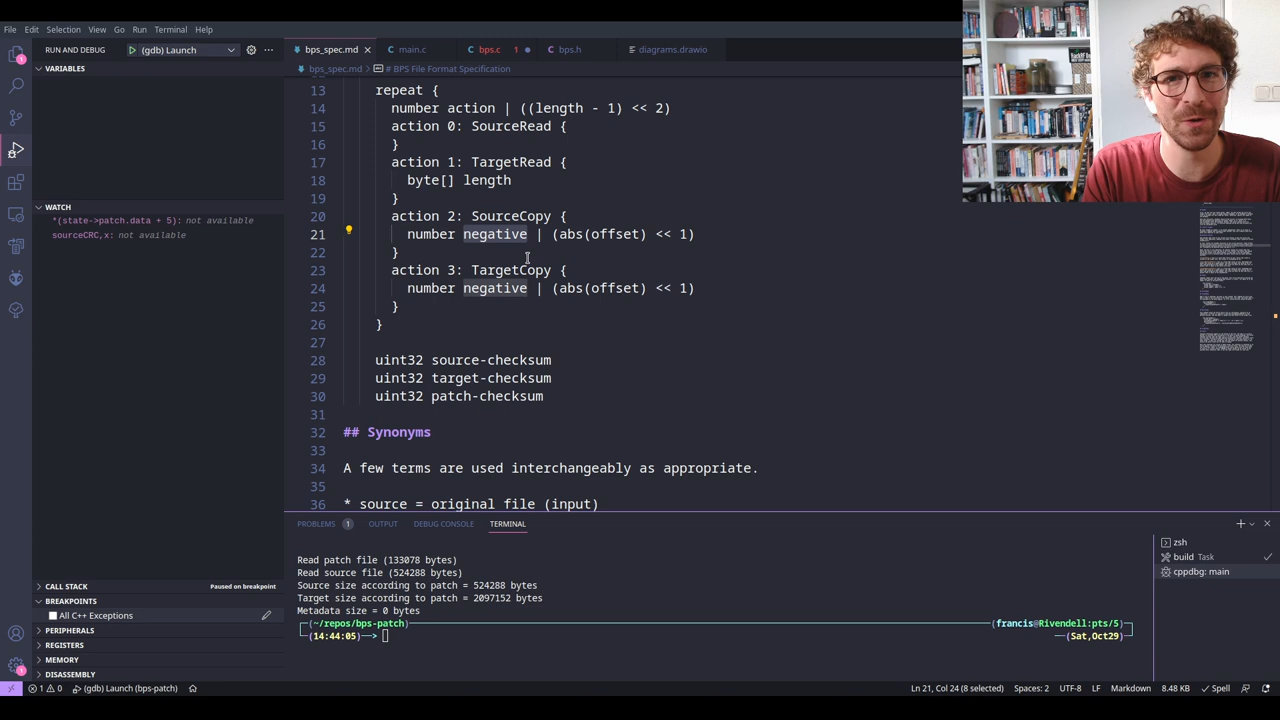 File Edit Selection View Go Run Terminal Help
RUN AND DEBUG (gdb) Launch
bps_spec.md main.c bps.c 1 bps.h diagrams.drawio
VARIABLES
bps_spec.md > # BPS File Format Specification
13 repeat {
14 number action | ((length - 1) << 2)
15 action 0: SourceRead {
16 }
17 action 1: TargetRead {
18 byte[] length
19 }
20 action 2: SourceCopy {
21 number negative | (abs(offset) << 1)
22 }
23 action 3: TargetCopy {
24 number negative | (abs(offset) << 1)
25 }
26 }
27
28 uint32 source-checksum
29 uint32 target-checksum
30 uint32 patch-checksum
31
32 ## Synonyms
33
34 A few terms are used interchangeably as appropriate.
35
36 * source = original file (input)
WATCH
*(state->patch.data + 5): not available
sourceCRC,x: not available
CALL STACK Paused on breakpoint
BREAKPOINTS
All C++ Exceptions
PERIPHERALS
REGISTERS
MEMORY
DISASSEMBLY
PROBLEMS 1 OUTPUT DEBUG CONSOLE TERMINAL
Read patch file (133078 bytes)
Read source file (524288 bytes)
Source size according to patch = 524288 bytes
Target size according to patch = 2097152 bytes
Metadata size = 0 bytes
(~/repos/bps-patch) (francis@Rivendell:pts/5)
(14:44:05)—> (Sat,Oct29)
zsh
build Task
cppdbg: main
1 0 (gdb) Launch (bps-patch)
Ln 21, Col 24 (8 selected) Spaces: 2 UTF-8 LF Markdown 8.48 KB Spell